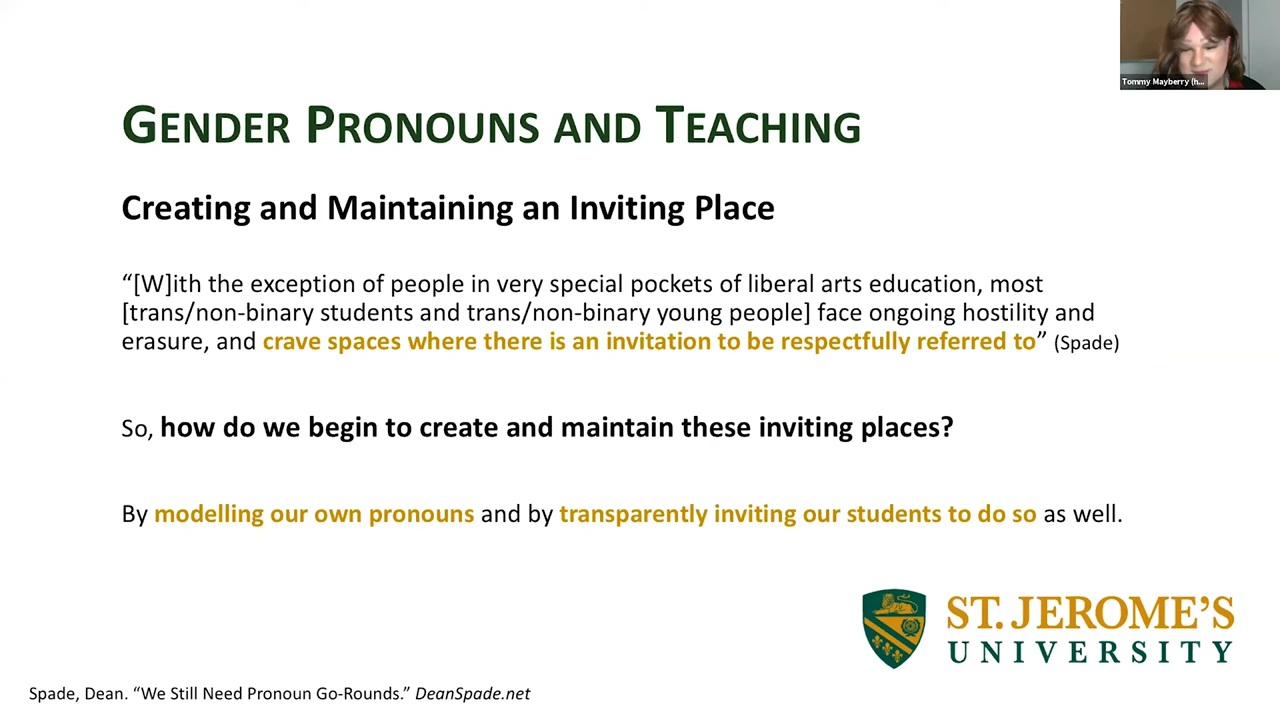 Tommy Mayberry (h...
GENDER PRONOUNS AND TEACHING
Creating and Maintaining an Inviting Place
“[W]ith the exception of people in very special pockets of liberal arts education, most
[trans/non-binary students and trans/non-binary young people] face ongoing hostility and
erasure, and crave spaces where there is an invitation to be respectfully referred to” (Spade)
So, how do we begin to create and maintain these inviting places?
By modelling our own pronouns and by transparently inviting our students to do so as well.
ST. JEROME’S
UNIVERSITY
Spade, Dean. “We Still Need Pronoun Go-Rounds.” DeanSpade.net